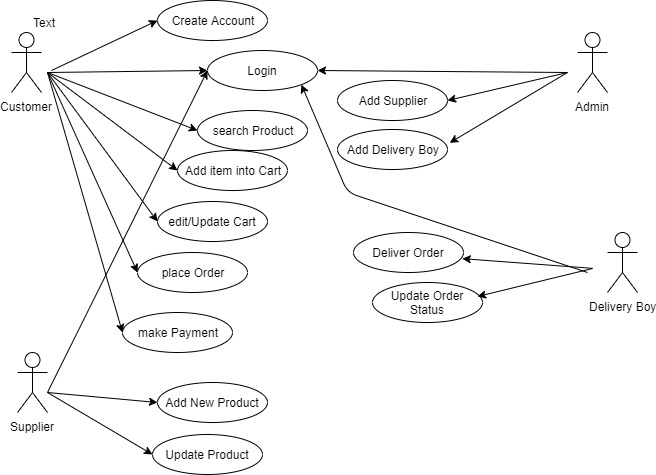 Text
Create Account
Customer
Login
Admin
Add Supplier
search Product
Add Delivery Boy
Add item into Cart
edit/Update Cart
Deliver Order
place Order
Update Order
Status
Delivery Boy
make Payment
Supplier
Add New Product
Update Product